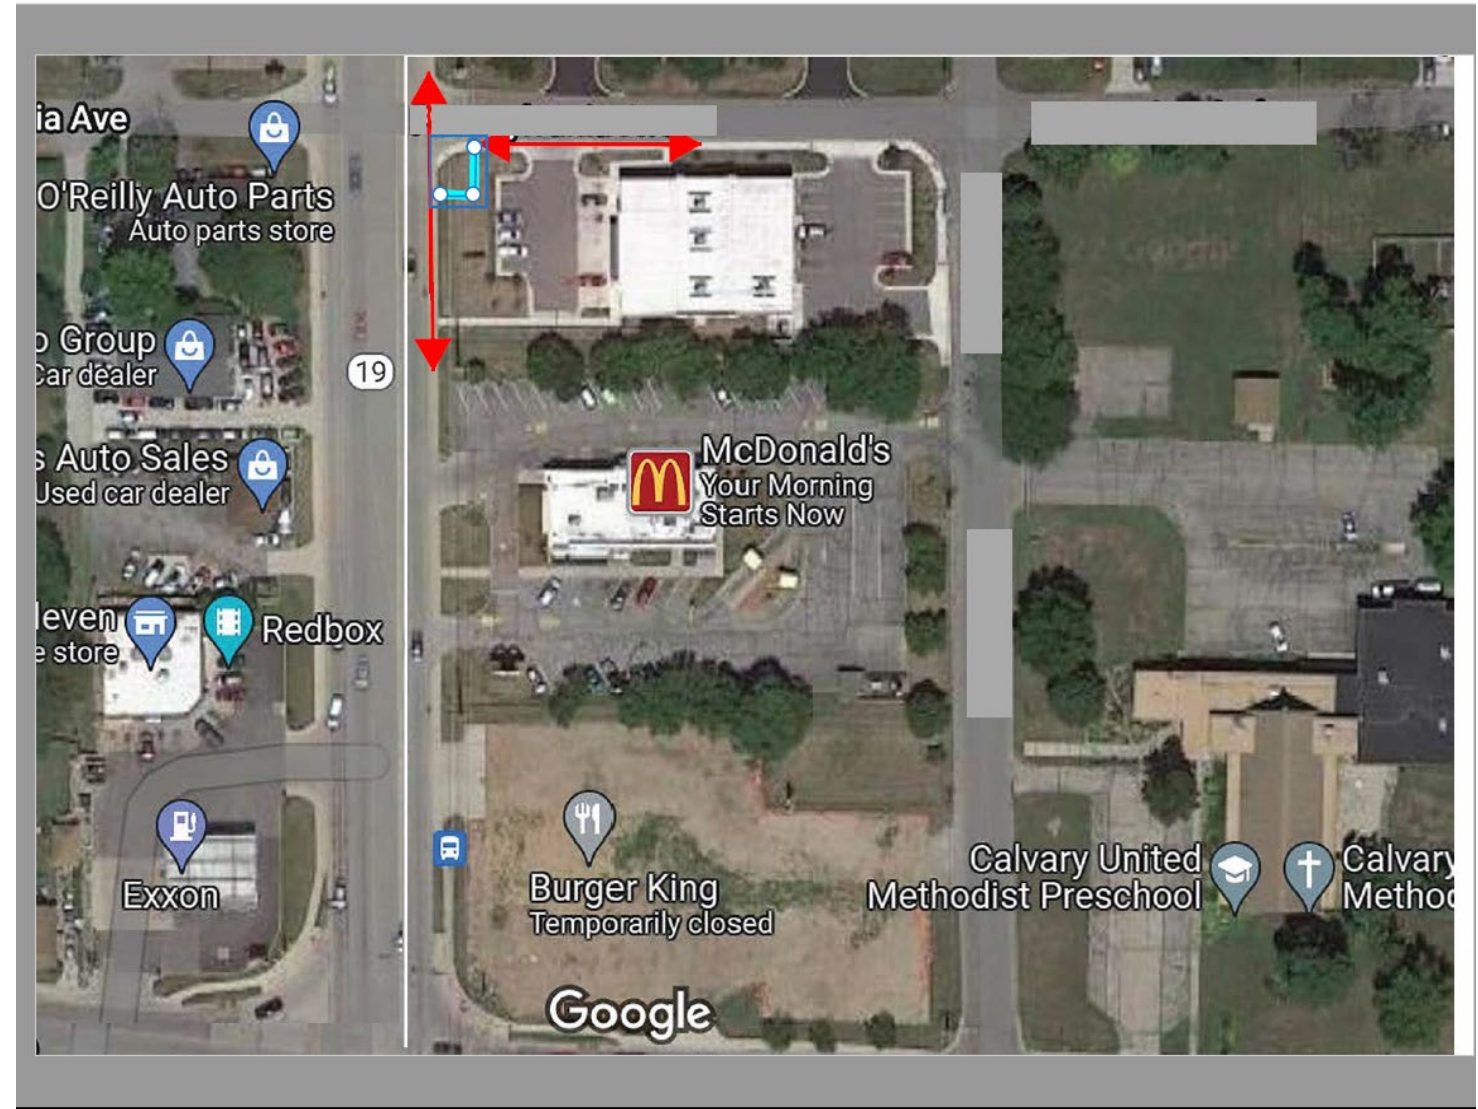 ia Ave
O'Reilly Auto Parts
Auto parts store
Group
Car dealer
19
McDonald's
Your Morning
Starts Now
s Auto Sales
Used car dealer
leven
e store
Redbox
Exxon
Burger King
Temporarily closed
Calvary United
Methodist Preschool
Calvary
Method
Google